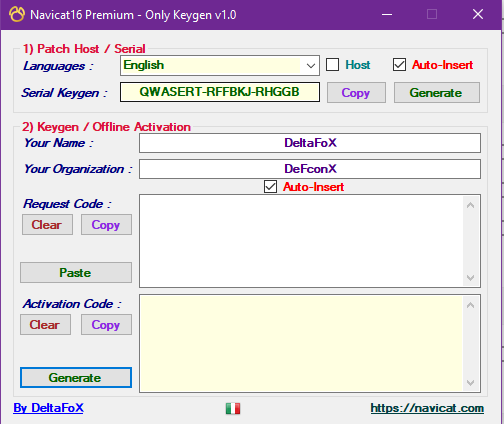 Navicat16 Premium - Only Keygen v1.0
1) Patch Host / Serial
Languages : English Host Auto-Insert
Serial Keygen : QWASERT-RFFBKJ-RHGGB Copy Generate
2) Keygen / Offline Activation
Your Name : DeltaFoX
Your Organization : DeFconX
Auto-Insert
Request Code :
Clear Copy
Paste
Activation Code :
Clear Copy
Generate
By DeltaFoX https://navicat.com